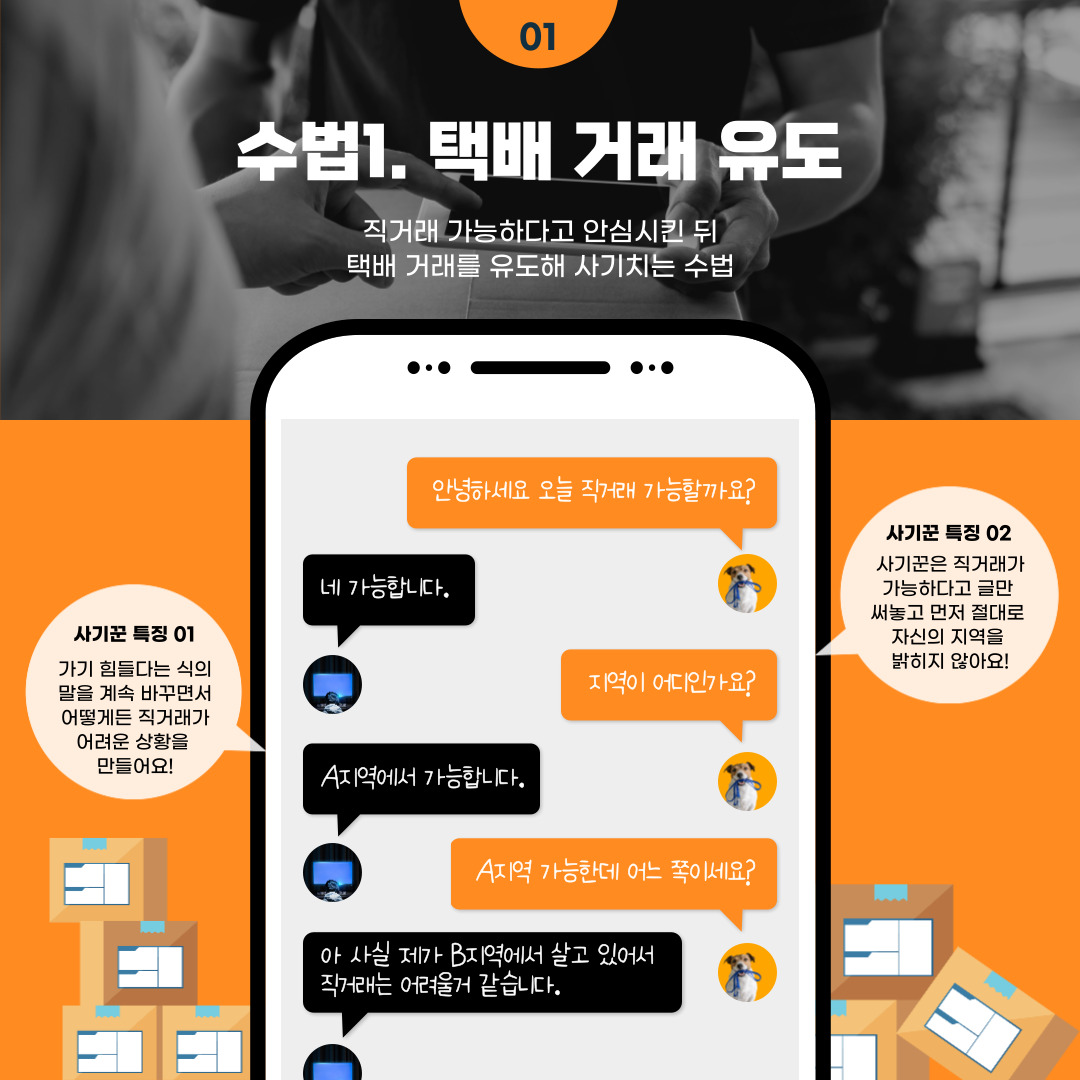 01
수법1. 택배 거래 유도
직거래 가능하다고 안심시킨 뒤
택배 거래를 유도해 사기치는 수법
안녕하세요 오늘 직거래 가능할까요?
네 가능합니다.
사기꾼 특징 02
사기꾼은 직거래가
가능하다고 글만
써놓고 먼저 절대로
자신의 지역을
밝히지 않아요!
사기꾼 특징 01
가기 힘들다는 식의
말을 계속 바꾸면서
어떻게든 직거래가
어려운 상황을
만들어요!
지역이 어디인가요?
A지역에서 가능합니다.
A지역 가능한데 어느 쪽이세요?
아 사실 제가 B지역에서 살고 있어서
직거래는 어려울거 같습니다.